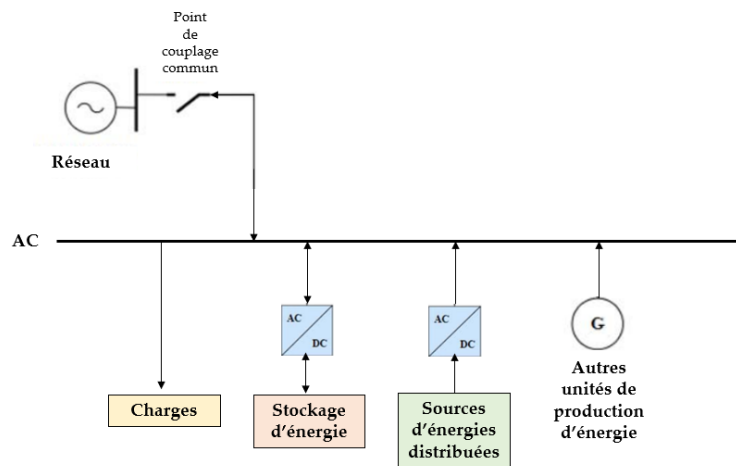 Point
de
couplage
commun
Réseau
AC
AC
DC
AC
DC
G
Charges
Stockage
d'énergie
Sources
d'énergies
distribuées
Autres
unités de
production
d'énergie